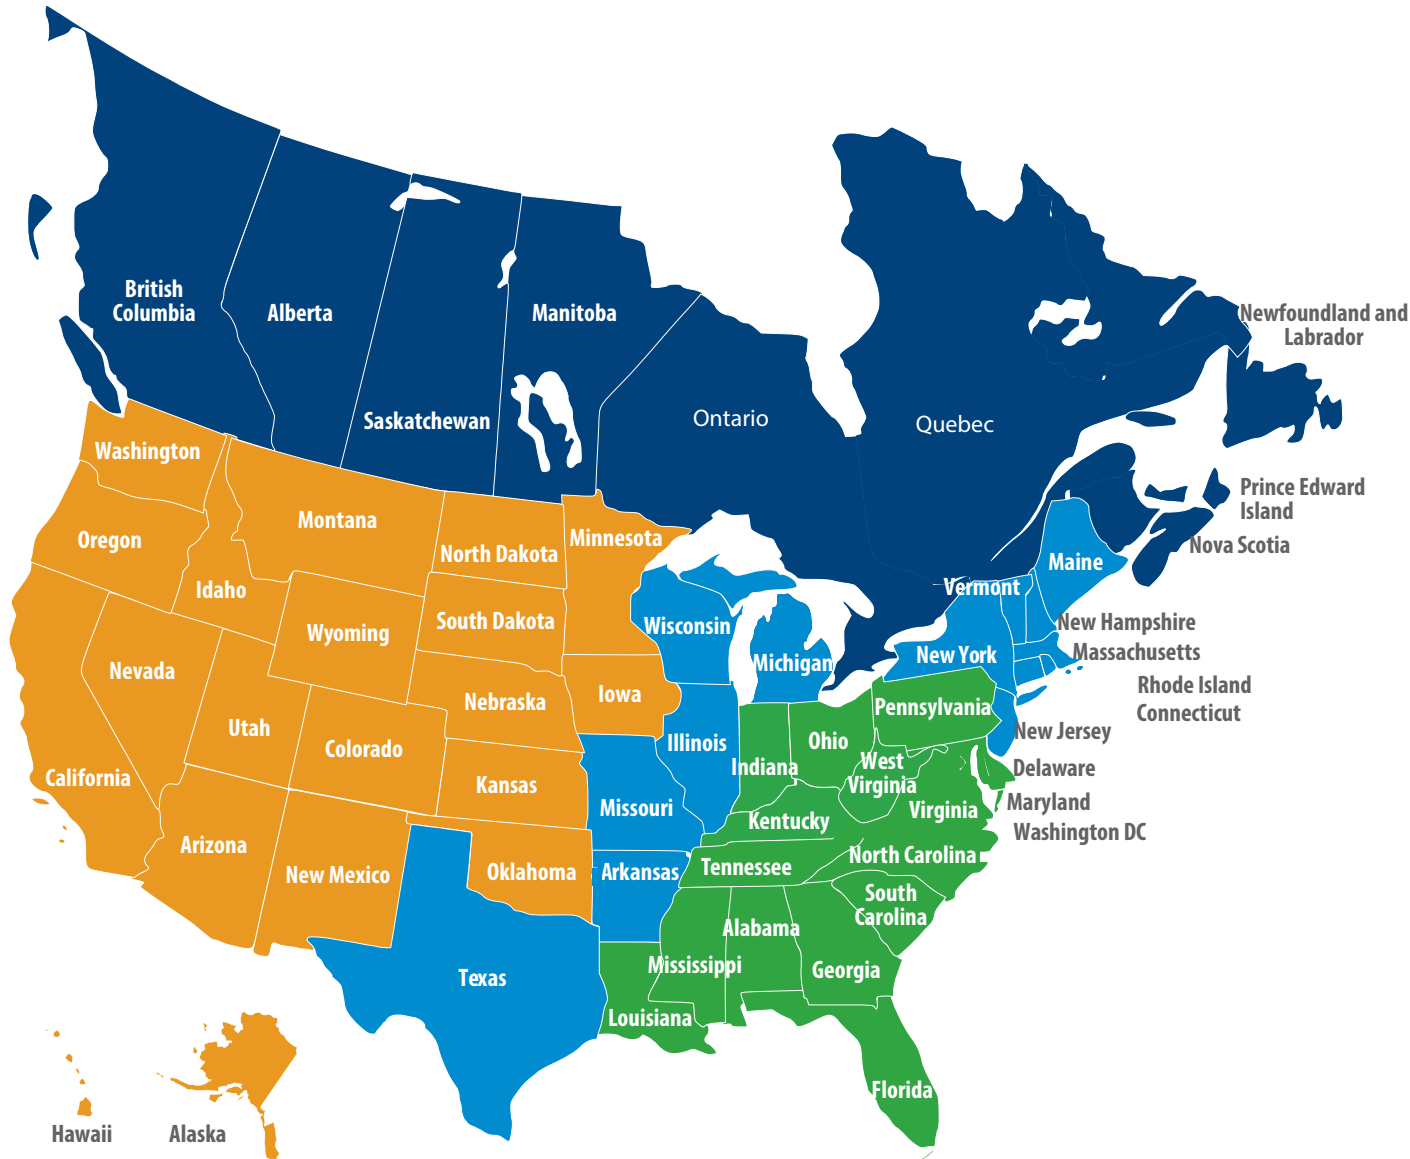 British
Columbia
Alberta
Manitoba
Newfoundland and
Labrador
Saskatchewan
Ontario
Quebec
Washington
Prince Edward
Island
Montana
Oregon
North Dakota
Minnesota
Nova Scotia
Maine
Idaho
Vermont
South Dakota
Wyoming
Wisconsin
New Hampshire
Massachusetts
New York
Michigan
Nevada
Nebraska
Iowa
Rhode Island
Connecticut
Pennsylvania
Utah
Colorado
Illinois
Ohio
New Jersey
California
Kansas
Indiana
West
Virginia
Delaware
Missouri
Virginia
Maryland
Kentucky
Washington DC
Arizona
New Mexico
Oklahoma
Arkansas
Tennessee
North Carolina
South
Carolina
Alabama
Texas
Mississippi
Georgia
Louisiana
Florida
Hawaii
Alaska